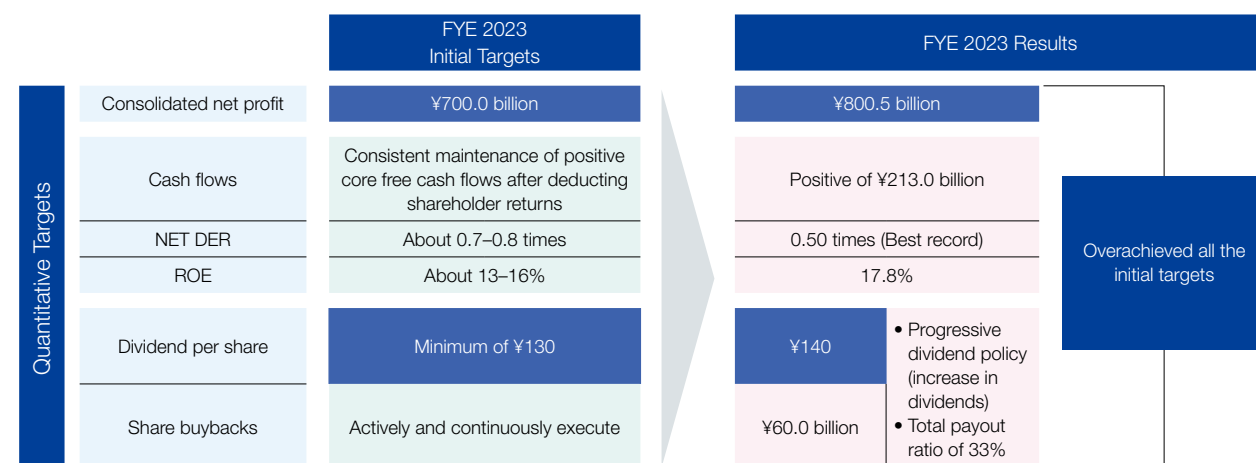 FYE 2023
Initial Targets
FYE 2023 Results
Quantitative Targets
Consolidated net profit
¥700.0 billion
¥800.5 billion
Cash flows
Consistent maintenance of positive
core free cash flows after deducting
shareholder returns
Positive of ¥213.0 billion
NET DER
About 0.7–0.8 times
0.50 times (Best record)
ROE
About 13–16%
17.8%
Overachieved all the
initial targets
Dividend per share
Minimum of ¥130
¥140
• Progressive
dividend policy
(increase in
dividends)
• Total payout
ratio of 33%
Share buybacks
Actively and continuously execute
¥60.0 billion